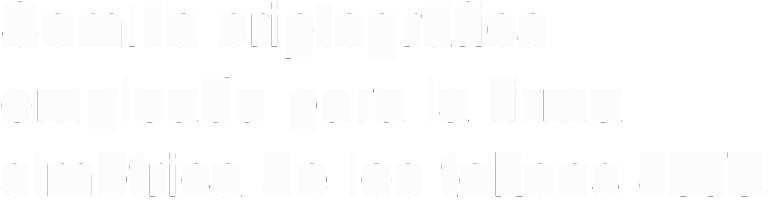 Semilla criptográfica
empleada para la firma
simétrica de los tokens JWT.